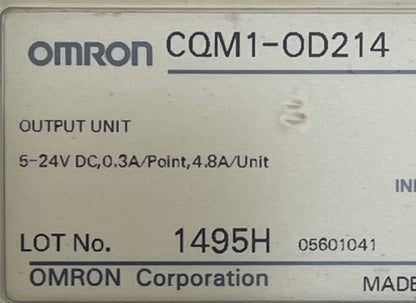 OMRON CQM1-OD214
OUTPUT UNIT
5-24V DC,0.3A/Point,4.8A/Unit
LOT No. 1495H 05601041
OMRON Corporation